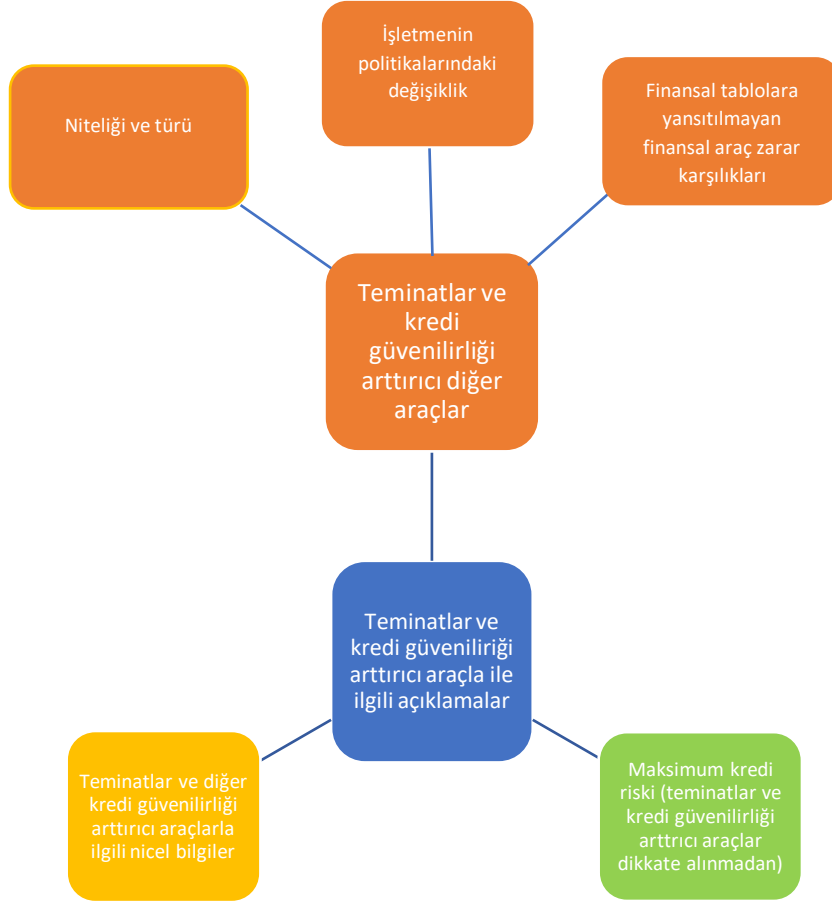 İşletmenin
politikalarındaki
değişiklik
Niteliği ve türü
Finansal tablolara
yansıtılmayan
finansal araç zarar
karşılıkları
Teminatlar ve
kredi
güvenilirliği
arttırıcı diğer
araçlar
Teminatlar ve
kredi güveniliriği
arttırıcı araçla ile
ilgili açıklamalar
Teminatlar ve diğer
kredi güvenilirliği
arttırıcı araçlarla
ilgili nicel bilgiler
Maksimum kredi
riski (teminatlar ve
kredi güvenilirliği
arttrıcı araçlar
dikkate alınmadan)